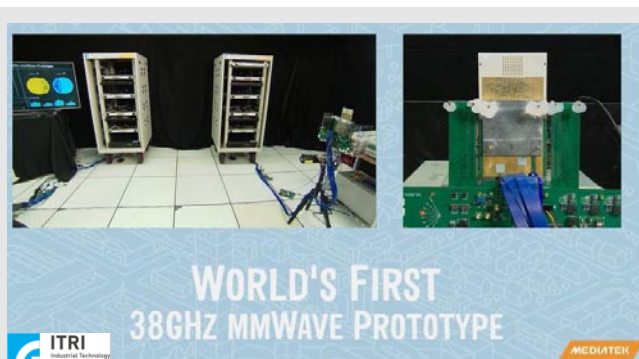 WORLD'S FIRST
38GHZ MMWAVE PROTOTYPE
ITRI
Industrial Technology
MEDIATEK